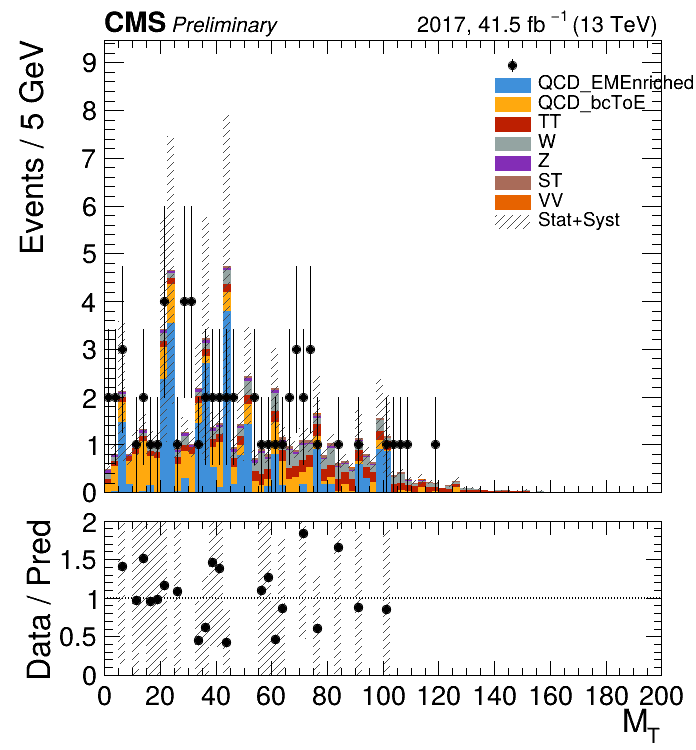 CMS Preliminary 2017, 41.5 fb⁻¹ (13 TeV)
Events / 5 GeV
9
8
7
6
5
4
3
2
1
0
QCD_EMEnriched
QCD_bcToE
TT
W
Z
ST
VV
Stat+Syst
Data / Pred
2
1.5
1
0.5
0
0 20 40 60 80 100 120 140 160 180 200
M_T